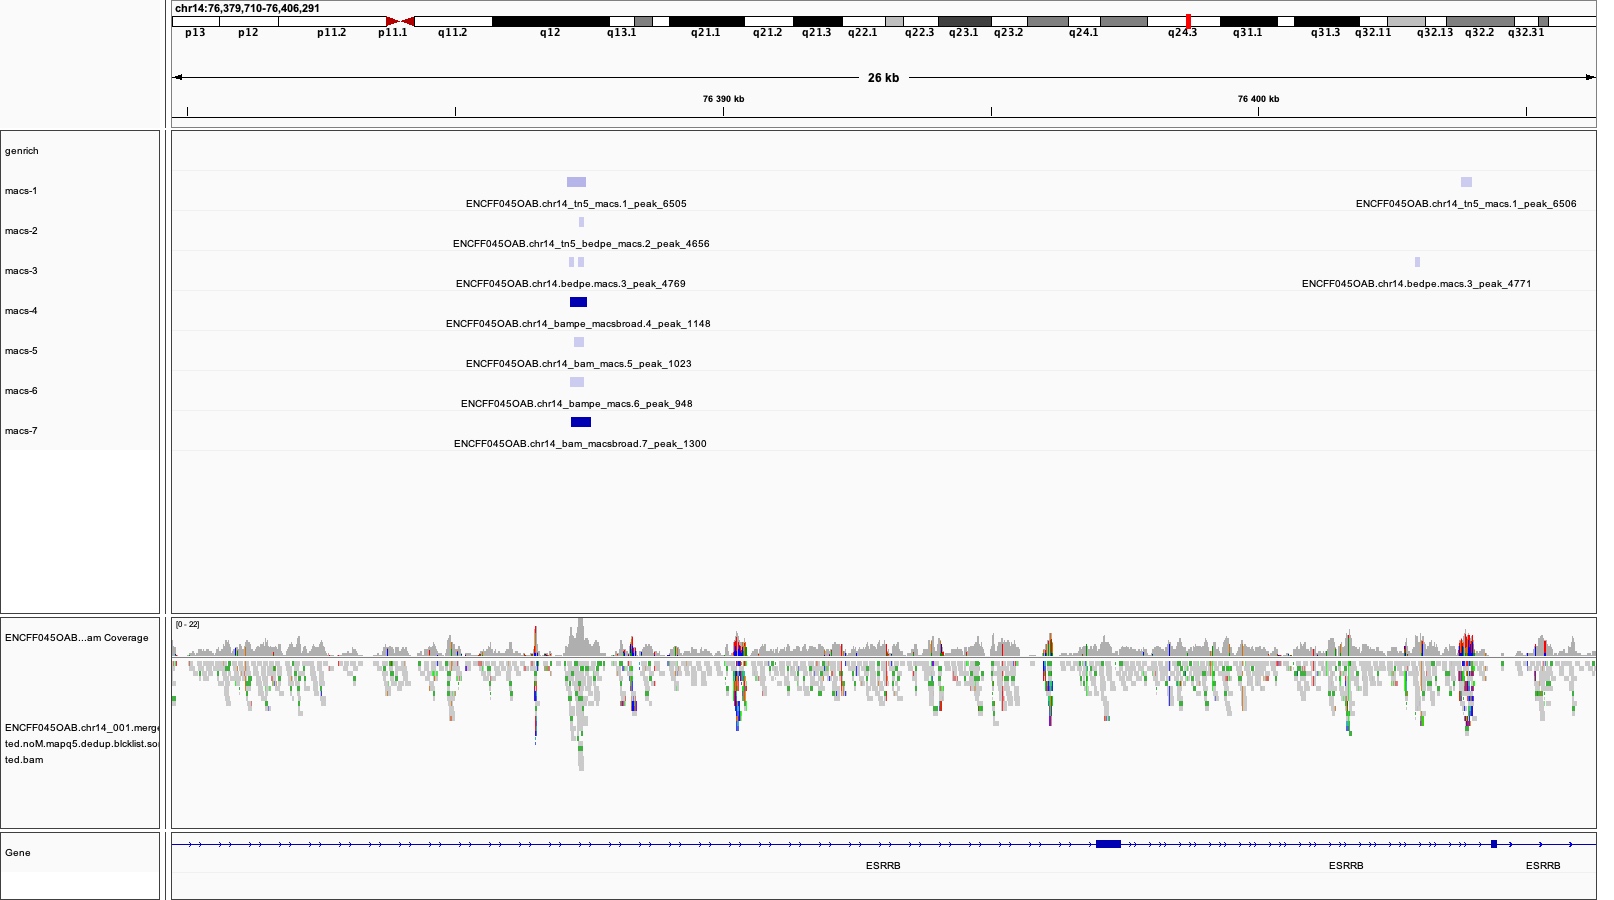 chr14:76,379,710-76,406,291
p13 p12 p11.2 p11.1 q11.2 q12 q13.1 q21.1 q21.2 q21.3 q22.1 q22.3 q23.1 q23.2 q24.1 q24.3 q31.1 q31.3 q32.11 q32.13 q32.2 q32.31
26 kb
76 390 kb 76 400 kb
genrich
macs-1
ENCFF045OAB.chr14_tn5_macs.1_peak_6505 ENCFF045OAB.chr14_tn5_macs.1_peak_6506
macs-2
ENCFF045OAB.chr14_tn5_bedpe_macs.2_peak_4656
macs-3
ENCFF045OAB.chr14.bedpe.macs.3_peak_4769 ENCFF045OAB.chr14.bedpe.macs.3_peak_4771
macs-4
ENCFF045OAB.chr14_bampe_macsbroad.4_peak_1148
macs-5
ENCFF045OAB.chr14_bam_macs.5_peak_1023
macs-6
ENCFF045OAB.chr14_bampe_macs.6_peak_948
macs-7
ENCFF045OAB.chr14_bam_macsbroad.7_peak_1300
[0 - 22]
ENCFF045OAB...am Coverage
ENCFF045OAB.chr14_001.merge
ted.noM.mapq5.dedup.blcklist.sor
ted.bam
Gene
ESRRB ESRRB ESRRB